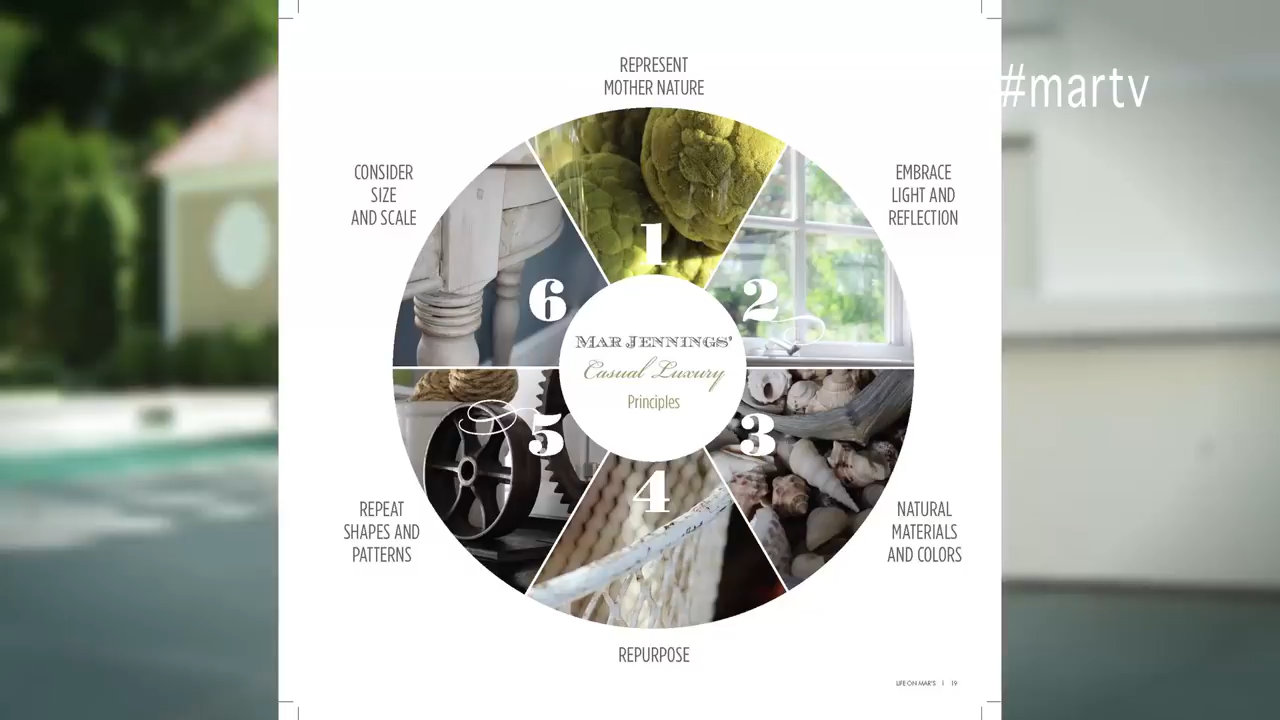 REPRESENT
MOTHER NATURE
#martv
CONSIDER
SIZE
AND SCALE
EMBRACE
LIGHT AND
REFLECTION
1
6
2
MAR JENNINGS'
Casual Luxury
Principles
5
3
4
REPEAT
SHAPES AND
PATTERNS
NATURAL
MATERIALS
AND COLORS
REPURPOSE
LIFE ON MAR'S | 19